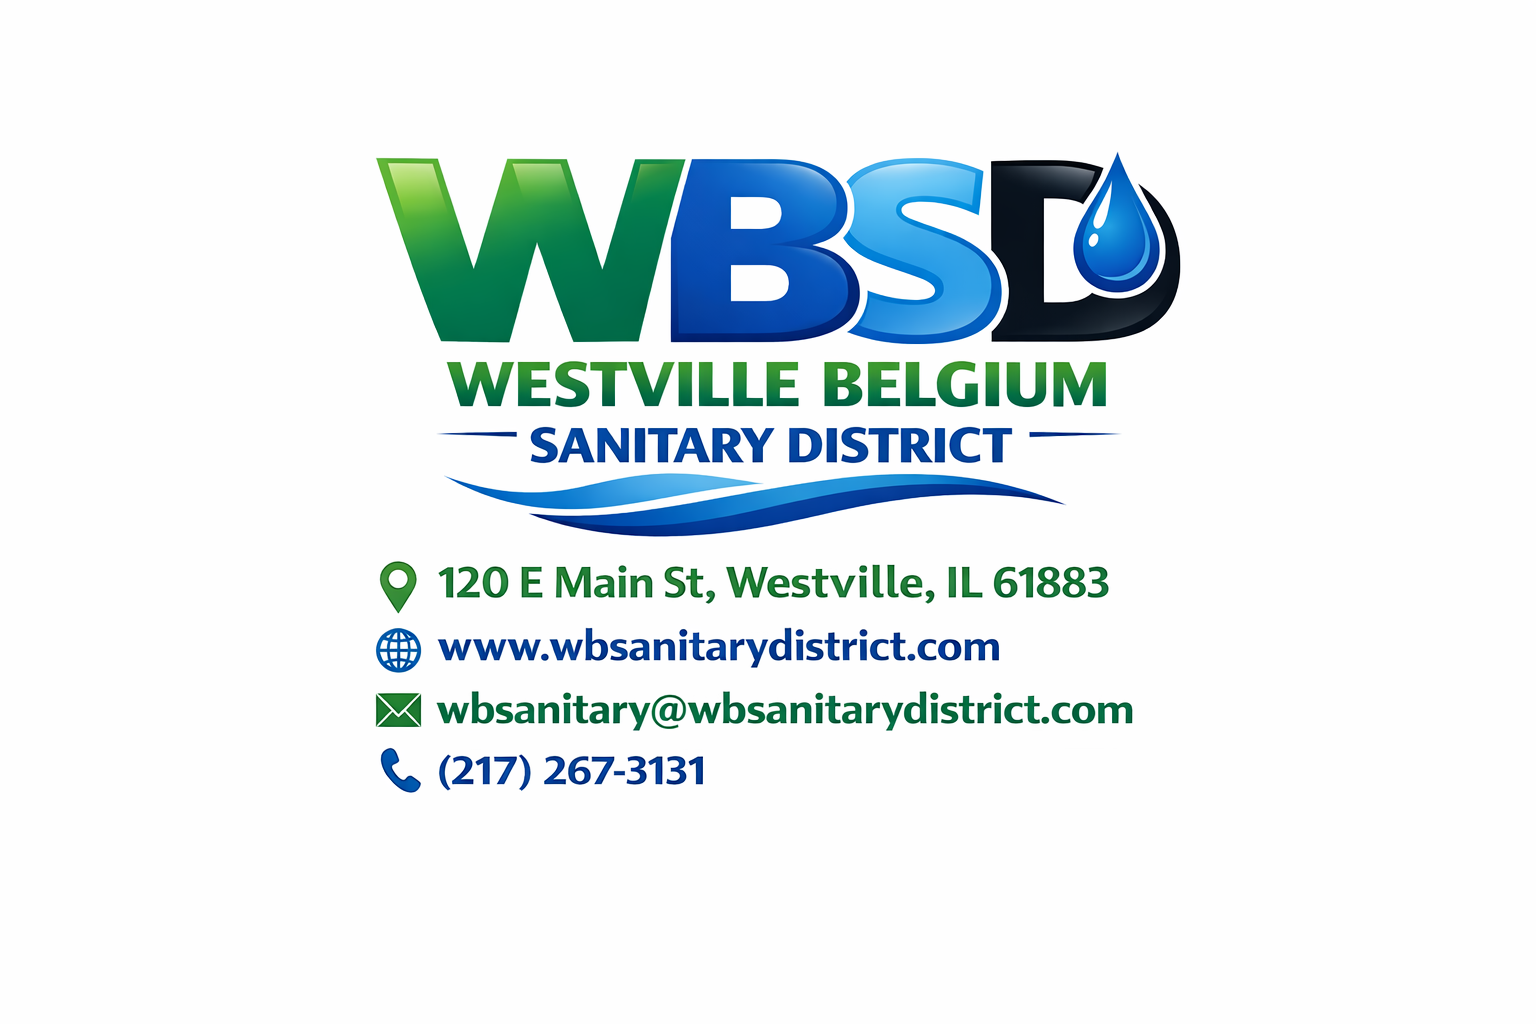 WBSD
WESTVILLE BELGIUM
SANITARY DISTRICT
120 E Main St, Westville, IL 61883
www.wbsanitarydistrict.com
wbsanitary@wbsanitarydistrict.com
(217) 267-3131